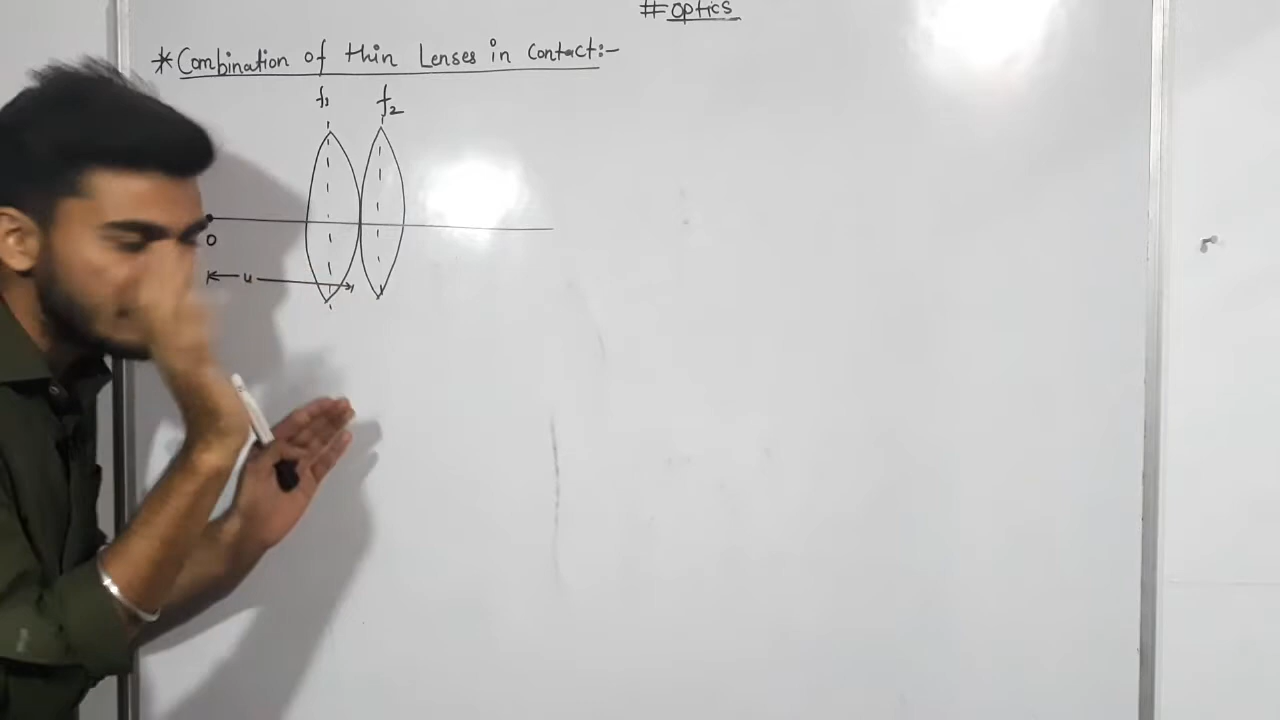 # optics
* Combination of thin Lenses in Contact:-
f₁ f₂
O
u